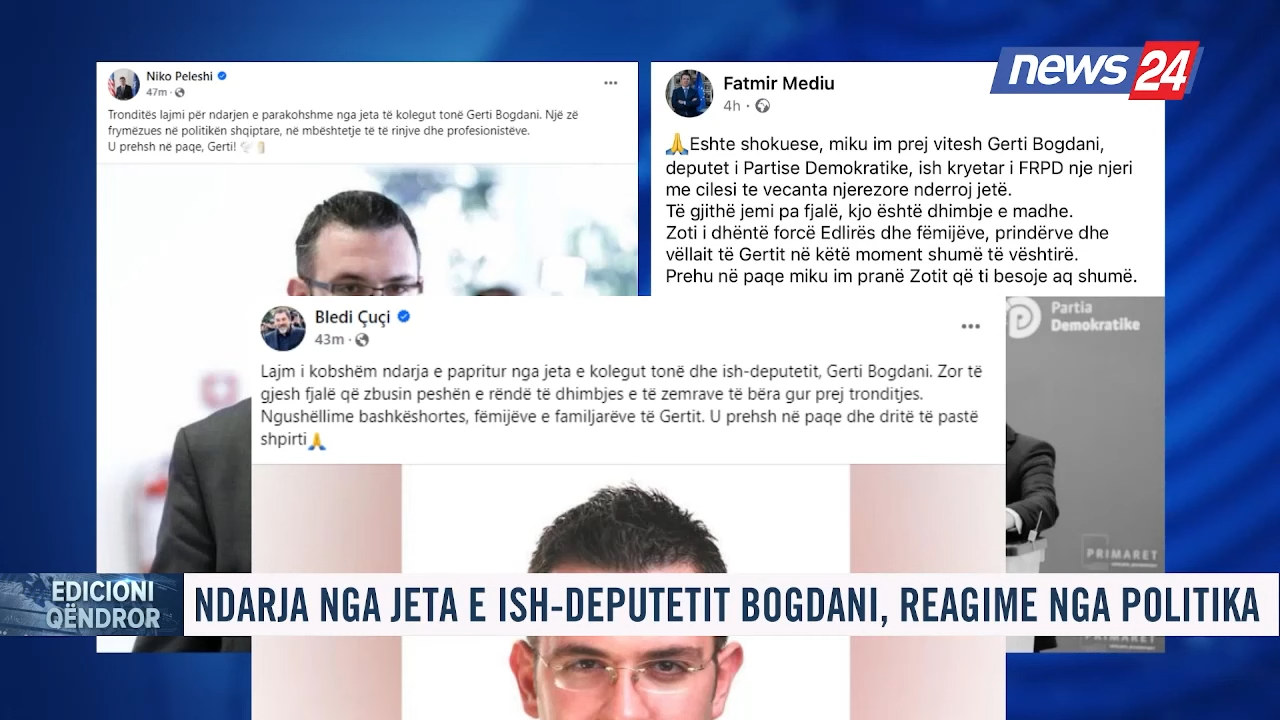 Niko Peleshi
47m ·
Tronditës lajmi për ndarjen e parakohshme nga jeta të kolegut tonë Gerti Bogdani. Një zë
frymëzues në politikën shqiptare, në mbështetje të të rinjve dhe profesionistëve.
U prehsh në paqe, Gerti! 🕊️🕯️
news 24
Fatmir Mediu
4h ·
🙏Eshte shokuese, miku im prej vitesh Gerti Bogdani,
deputet i Partise Demokratike, ish kryetar i FRPD nje njeri
me cilesi te vecanta njerezore nderroj jetë.
Të gjithë jemi pa fjalë, kjo është dhimbje e madhe.
Zoti i dhëntë forcë Edlirës dhe fëmijëve, prindërve dhe
vëllait të Gertit në këtë moment shumë të vështirë.
Prehu në paqe miku im pranë Zotit që ti besoje aq shumë.
Bledi Çuçi
43m ·
Lajm i kobshëm ndarja e papritur nga jeta e kolegut tonë dhe ish-deputetit, Gerti Bogdani. Zor të
gjesh fjalë që zbusin peshën e rëndë të dhimbjes e të zemrave të bëra gur prej tronditjes.
Ngushëllime bashkëshortes, fëmijëve e familjarëve të Gertit. U prehsh në paqe dhe dritë të pastë
shpirti🙏
Partia
Demokratike
PRIMARET
EDICIONI
QËNDROR
NDARJA NGA JETA E ISH-DEPUTETIT BOGDANI, REAGIME NGA POLITIKA